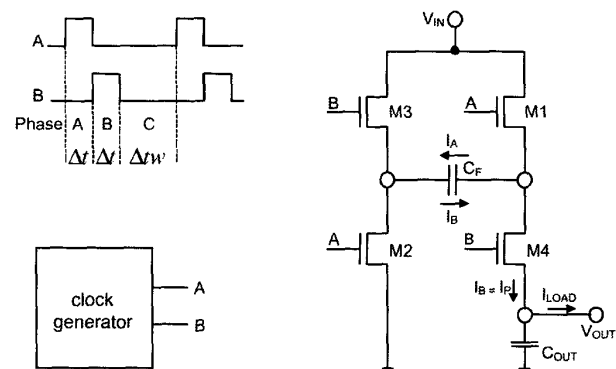 A
B
Phase A B C
Δt Δt Δtw
clock
generator
A
B
V_IN
B M3 A M1
I_A
C_F
I_B
A M2 B M4
I_B = I_P I_LOAD
V_OUT
C_OUT